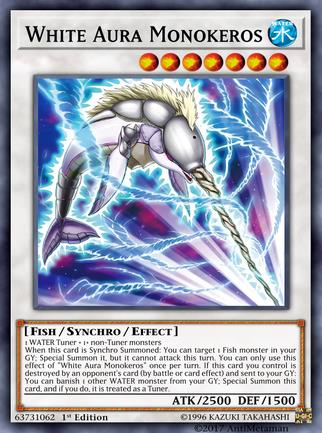 WHITE AURA MONOKEROS
WATER
水
[FISH / SYNCHRO / EFFECT]
1 WATER Tuner + 1+ non-Tuner monsters
When this card is Synchro Summoned: You can target 1 Fish monster in your
GY; Special Summon it, but it cannot attack this turn. You can only use this
effect of "White Aura Monokeros" once per turn. If this card you control is
destroyed by an opponent's card (by battle or card effect) and sent to your GY:
You can banish 1 other WATER monster from your GY; Special Summon this
card, and if you do, it is treated as a Tuner.
ATK/2500 DEF/1500
63731062 1st Edition ©1996 KAZUKI TAKAHASHI
©2017 AntiMetaman